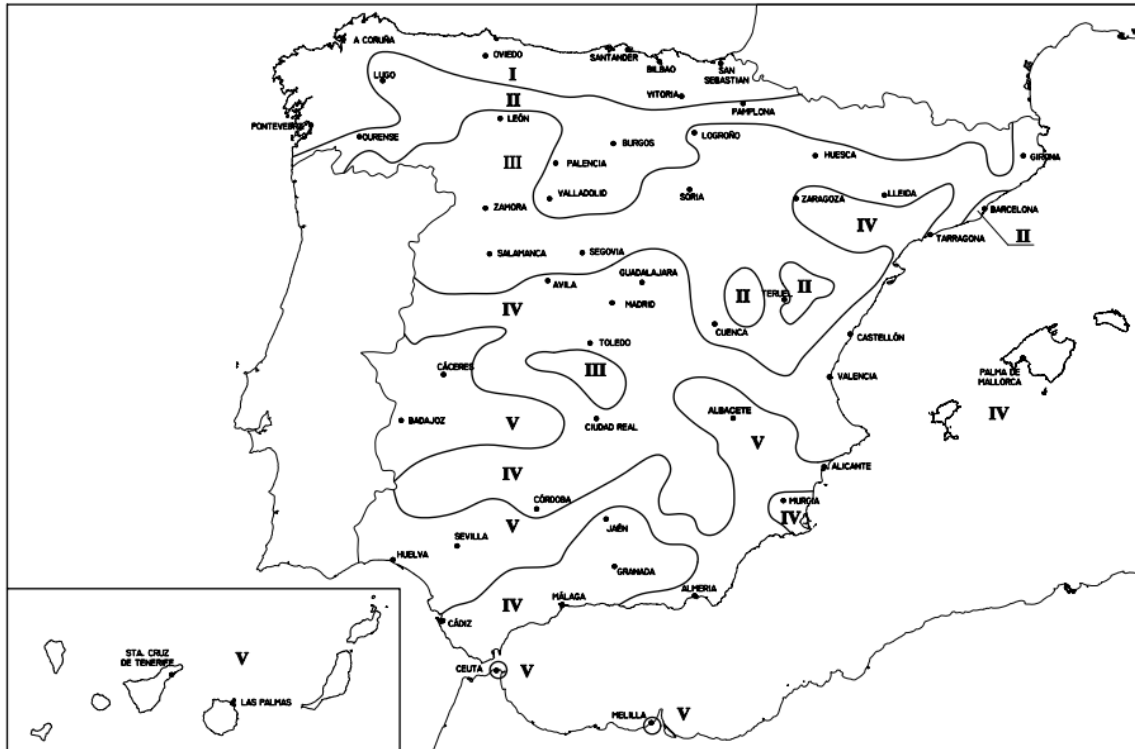 A CORUÑA
OVIEDO
SANTANDER
BILBAO
SAN
SEBASTIAN
LUGO
I
VITORIA
II
PAMPLONA
LEÓN
PONTEVEDRA
OURENSE
BURGOS
LOGROÑO
III
PALENCIA
HUESCA
GIRONA
VALLADOLID
SORIA
ZARAGOZA
LLEIDA
ZAMORA
BARCELONA
IV
TARRAGONA
II
SALAMANCA
SEGOVIA
AVILA
GUADALAJARA
II
II
TERUEL
IV
MADRID
CUENCA
CASTELLÓN
TOLEDO
CÁCERES
III
VALENCIA
PALMA DE
MALLORCA
IV
BADAJOZ
V
CIUDAD REAL
ALBACETE
V
IV
ALICANTE
CÓRDOBA
MURCIA
IV
V
JAÉN
SEVILLA
HUELVA
GRANADA
ALMERIA
MÁLAGA
IV
CÁDIZ
STA. CRUZ
DE TENERIFE
V
LAS PALMAS
CEUTA
V
MELILLA
V